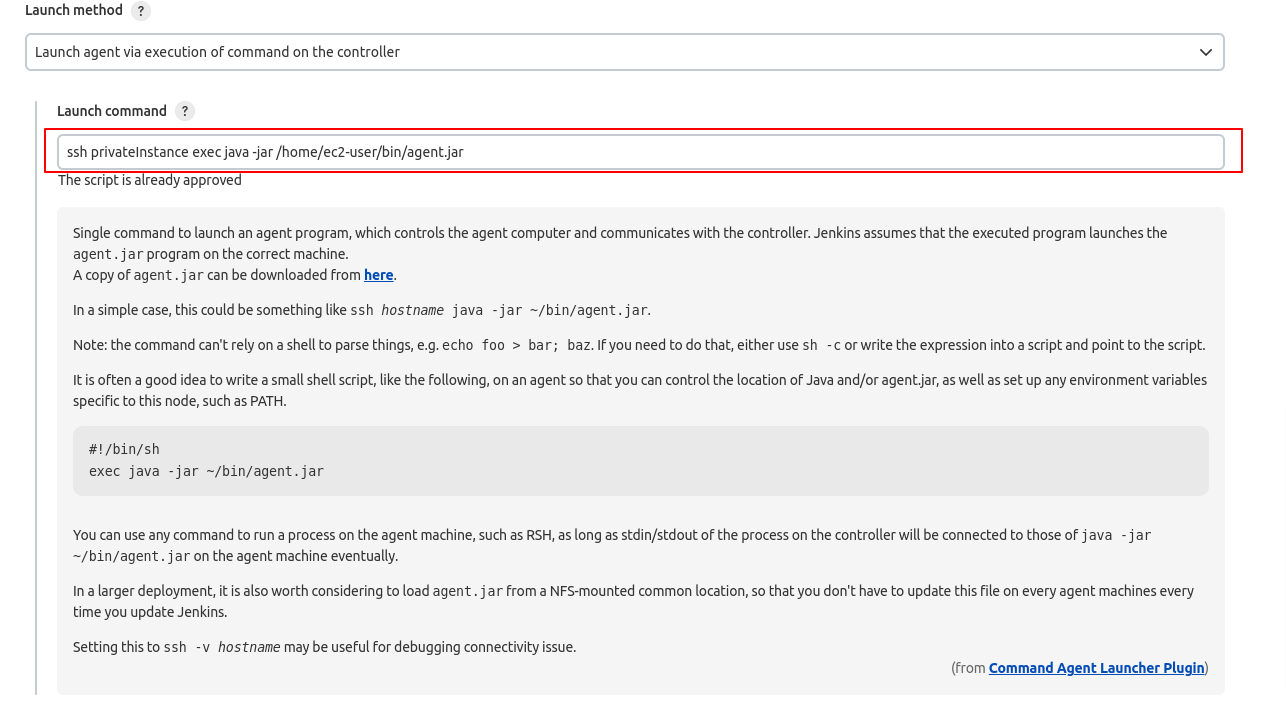 Launch method ?
Launch agent via execution of command on the controller
Launch command ?
ssh privateInstance exec java -jar /home/ec2-user/bin/agent.jar
The script is already approved
Single command to launch an agent program, which controls the agent computer and communicates with the controller. Jenkins assumes that the executed program launches the
agent.jar program on the correct machine.
A copy of agent.jar can be downloaded from here.
In a simple case, this could be something like ssh hostname java -jar ~/bin/agent.jar.
Note: the command can't rely on a shell to parse things, e.g. echo foo > bar; baz. If you need to do that, either use sh -c or write the expression into a script and point to the script.
It is often a good idea to write a small shell script, like the following, on an agent so that you can control the location of Java and/or agent.jar, as well as set up any environment variables
specific to this node, such as PATH.
#!/bin/sh
exec java -jar ~/bin/agent.jar
You can use any command to run a process on the agent machine, such as RSH, as long as stdin/stdout of the process on the controller will be connected to those of java -jar
~/bin/agent.jar on the agent machine eventually.
In a larger deployment, it is also worth considering to load agent.jar from a NFS-mounted common location, so that you don't have to update this file on every agent machines every
time you update Jenkins.
Setting this to ssh -v hostname may be useful for debugging connectivity issue.
(from Command Agent Launcher Plugin)